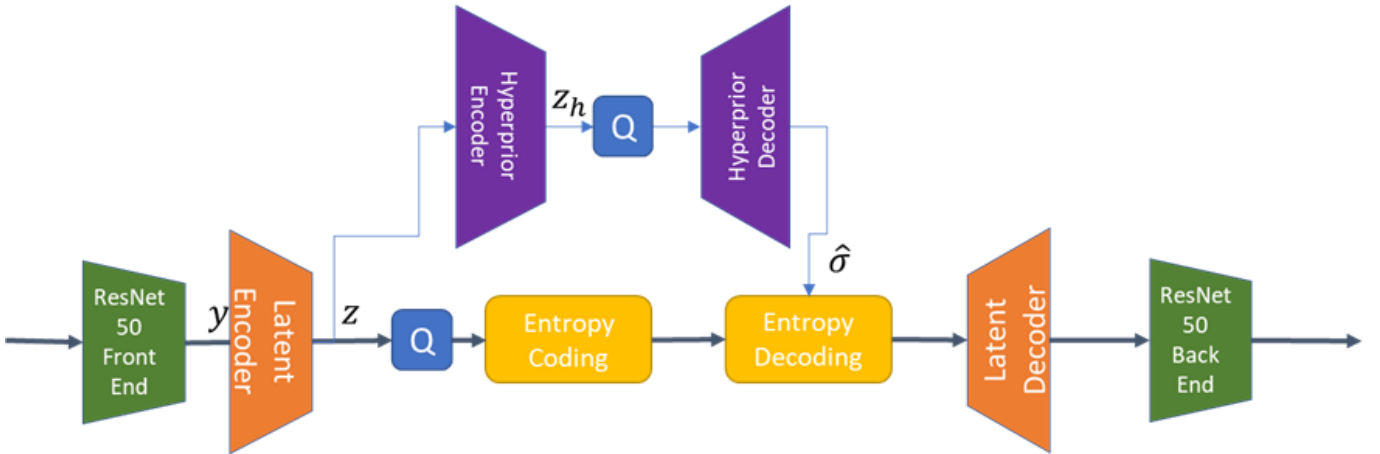 Hyperprior
Encoder
z_h
Q
Hyperprior
Decoder
σ̂
ResNet
50
Front
End
y
Latent
Encoder
z
Q
Entropy
Coding
Entropy
Decoding
Latent
Decoder
ResNet
50
Back
End